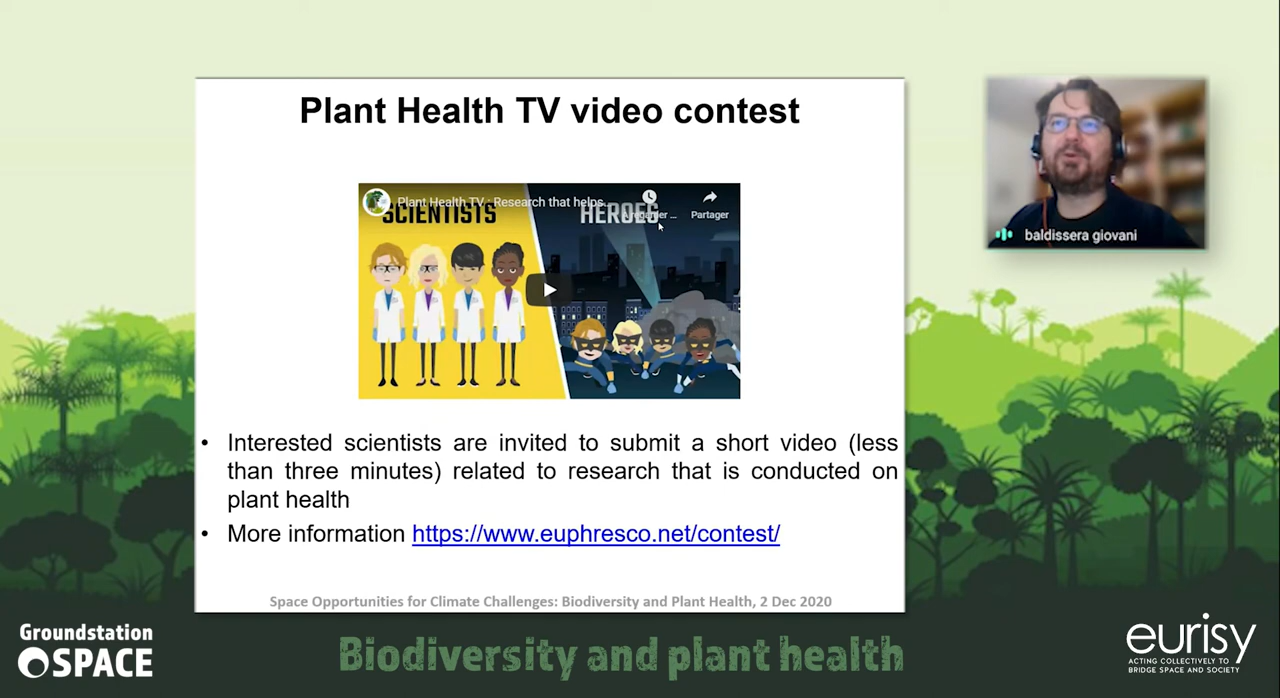 Plant Health TV video contest
Plant Health TV : Research that helps...
SCIENTISTS
HEROES
Partager
baldissera giovani
• Interested scientists are invited to submit a short video (less
than three minutes) related to research that is conducted on
plant health
• More information https://www.euphresco.net/contest/
Space Opportunities for Climate Challenges: Biodiversity and Plant Health, 2 Dec 2020
Groundstation
SPACE
Biodiversity and plant health
eurisy
ACTING COLLECTIVELY TO
BRIDGE SPACE AND SOCIETY